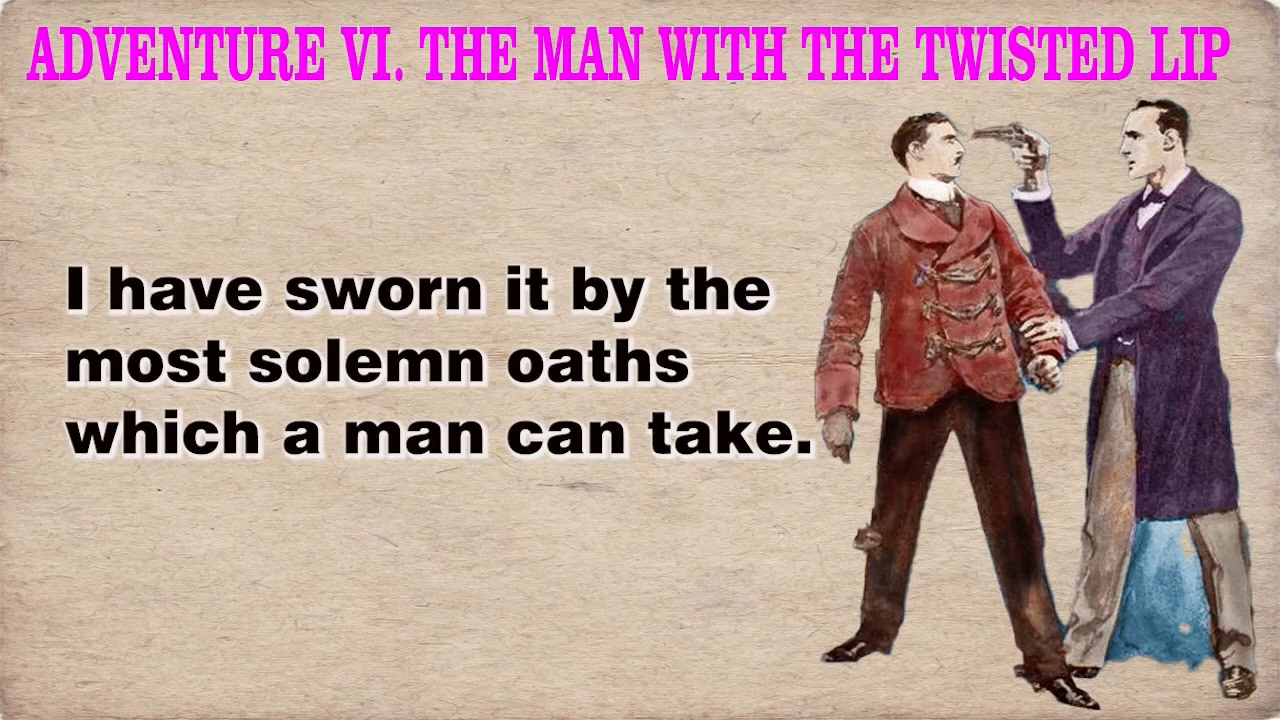 ADVENTURE VI. THE MAN WITH THE TWISTED LIP
I have sworn it by the
most solemn oaths
which a man can take.